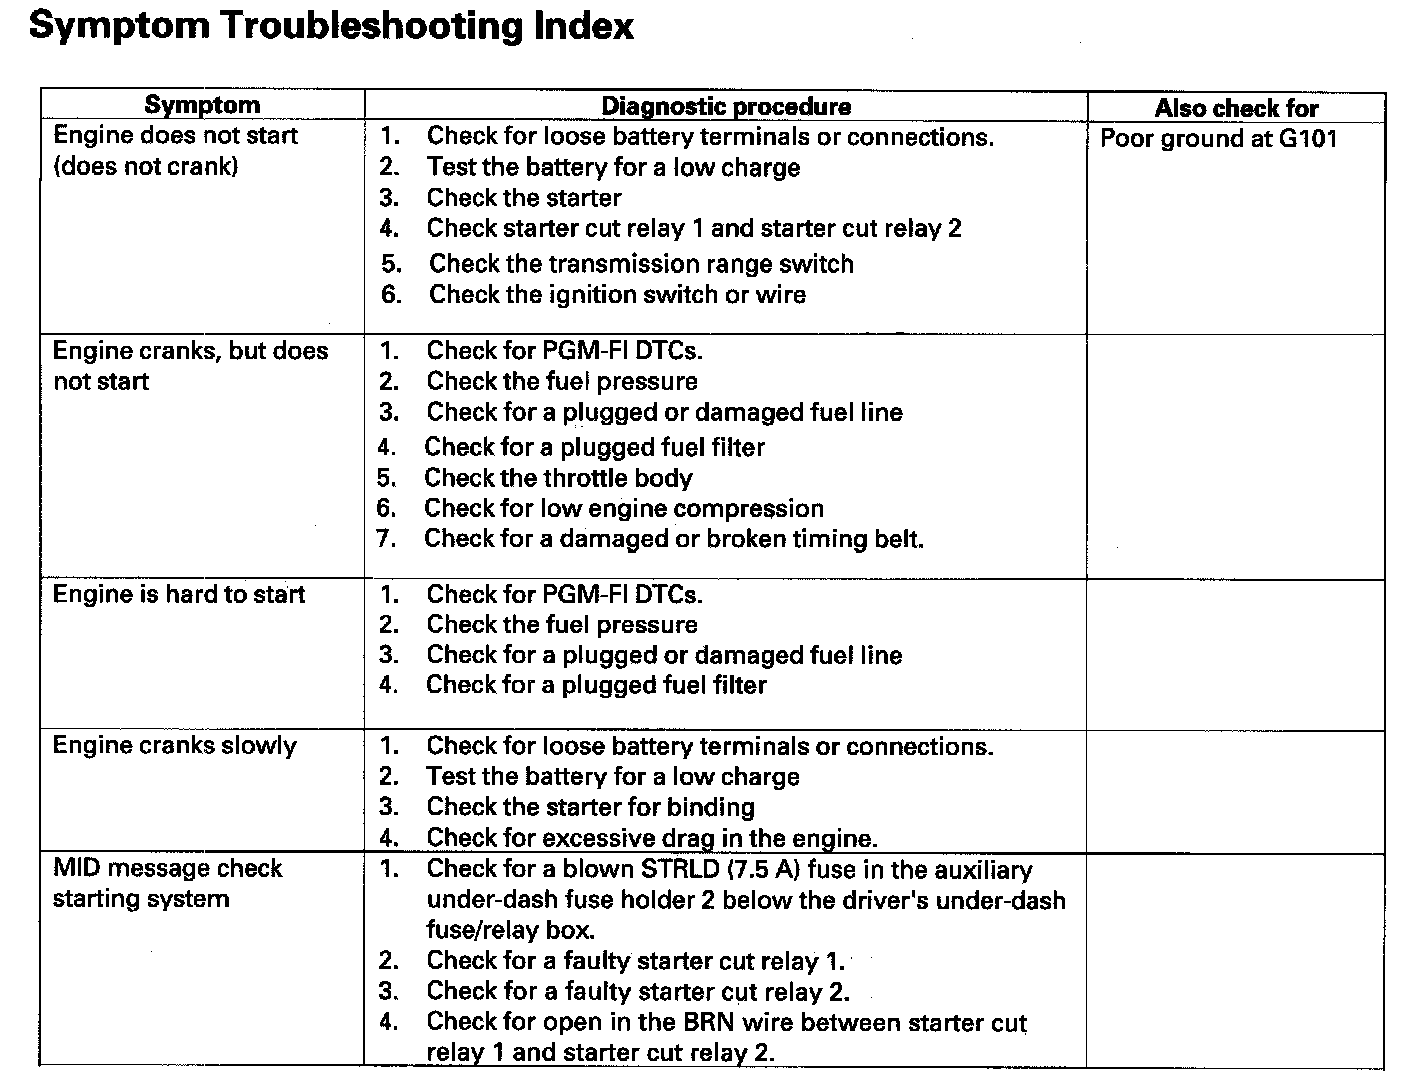 Symptom Troubleshooting Index
Symptom
Diagnostic procedure
Also check for
Engine does not start
(does not crank)
1. Check for loose battery terminals or connections.
2. Test the battery for a low charge
3. Check the starter
4. Check starter cut relay 1 and starter cut relay 2
5. Check the transmission range switch
6. Check the ignition switch or wire
Poor ground at G101
Engine cranks, but does
not start
1. Check for PGM-FI DTCs.
2. Check the fuel pressure
3. Check for a plugged or damaged fuel line
4. Check for a plugged fuel filter
5. Check the throttle body
6. Check for low engine compression
7. Check for a damaged or broken timing belt.
Engine is hard to start
1. Check for PGM-FI DTCs.
2. Check the fuel pressure
3. Check for a plugged or damaged fuel line
4. Check for a plugged fuel filter
Engine cranks slowly
1. Check for loose battery terminals or connections.
2. Test the battery for a low charge
3. Check the starter for binding
4. Check for excessive drag in the engine.
MID message check
starting system
1. Check for a blown STRLD (7.5 A) fuse in the auxiliary
under-dash fuse holder 2 below the driver's under-dash
fuse/relay box.
2. Check for a faulty starter cut relay 1.
3. Check for a faulty starter cut relay 2.
4. Check for open in the BRN wire between starter cut
relay 1 and starter cut relay 2.